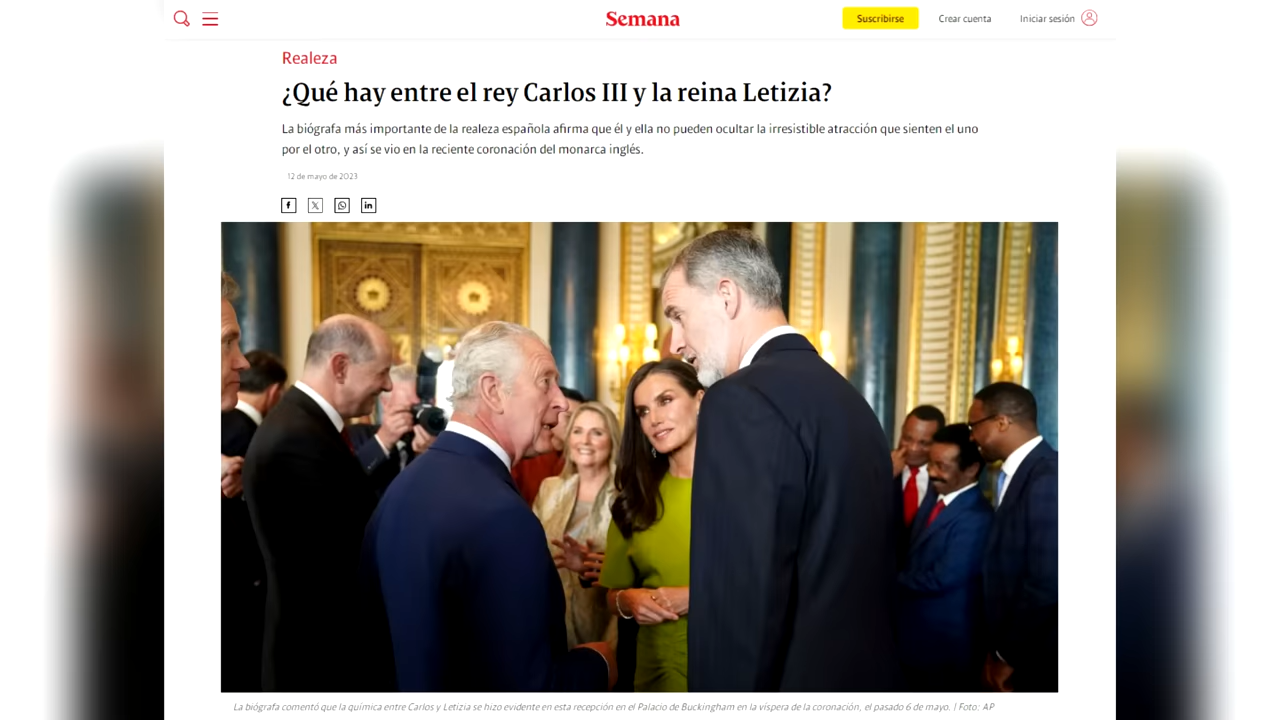 Semana
Suscribirse
Crear cuenta
Iniciar sesión
Realeza
¿Qué hay entre el rey Carlos III y la reina Letizia?
La biógrafa más importante de la realeza española afirma que él y ella no pueden ocultar la irresistible atracción que sienten el uno
por el otro, y así se vio en la reciente coronación del monarca inglés.
12 de mayo de 2023
La biógrafa comentó que la química entre Carlos y Letizia se hizo evidente en esta recepción en el Palacio de Buckingham en la víspera de la coronación, el pasado 6 de mayo. | Foto: AP